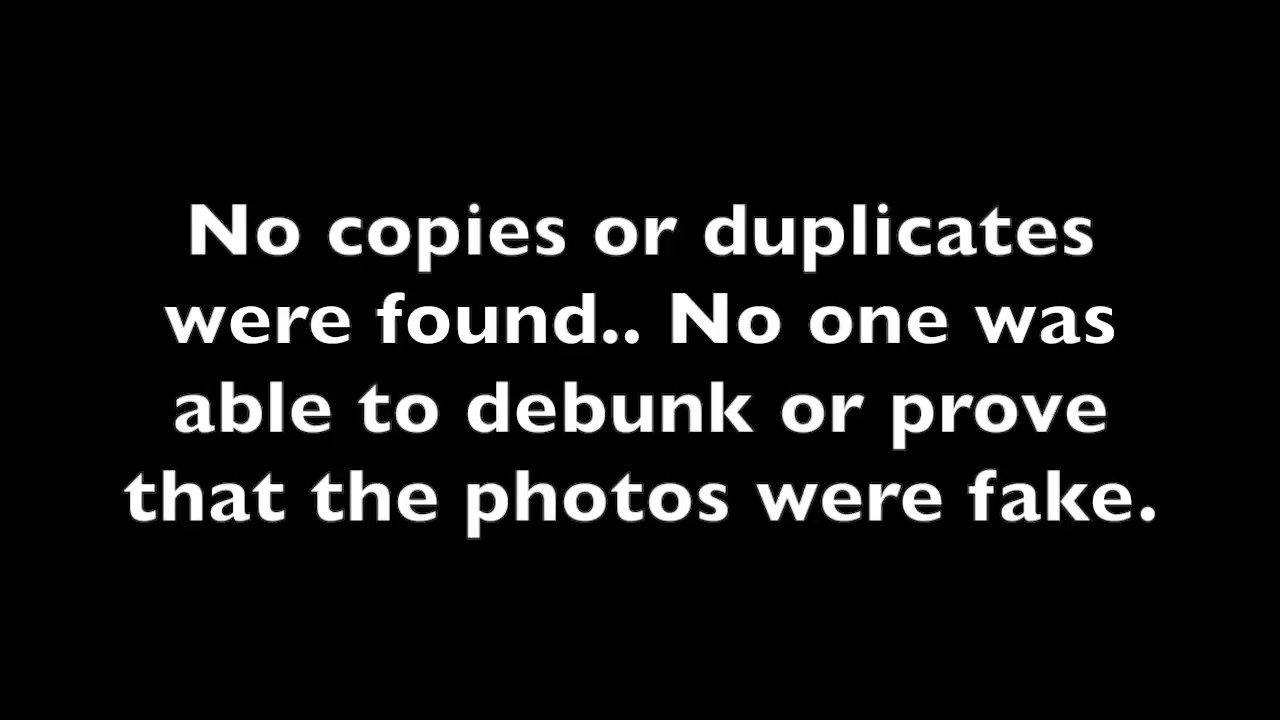 No copies or duplicates
were found.. No one was
able to debunk or prove
that the photos were fake.